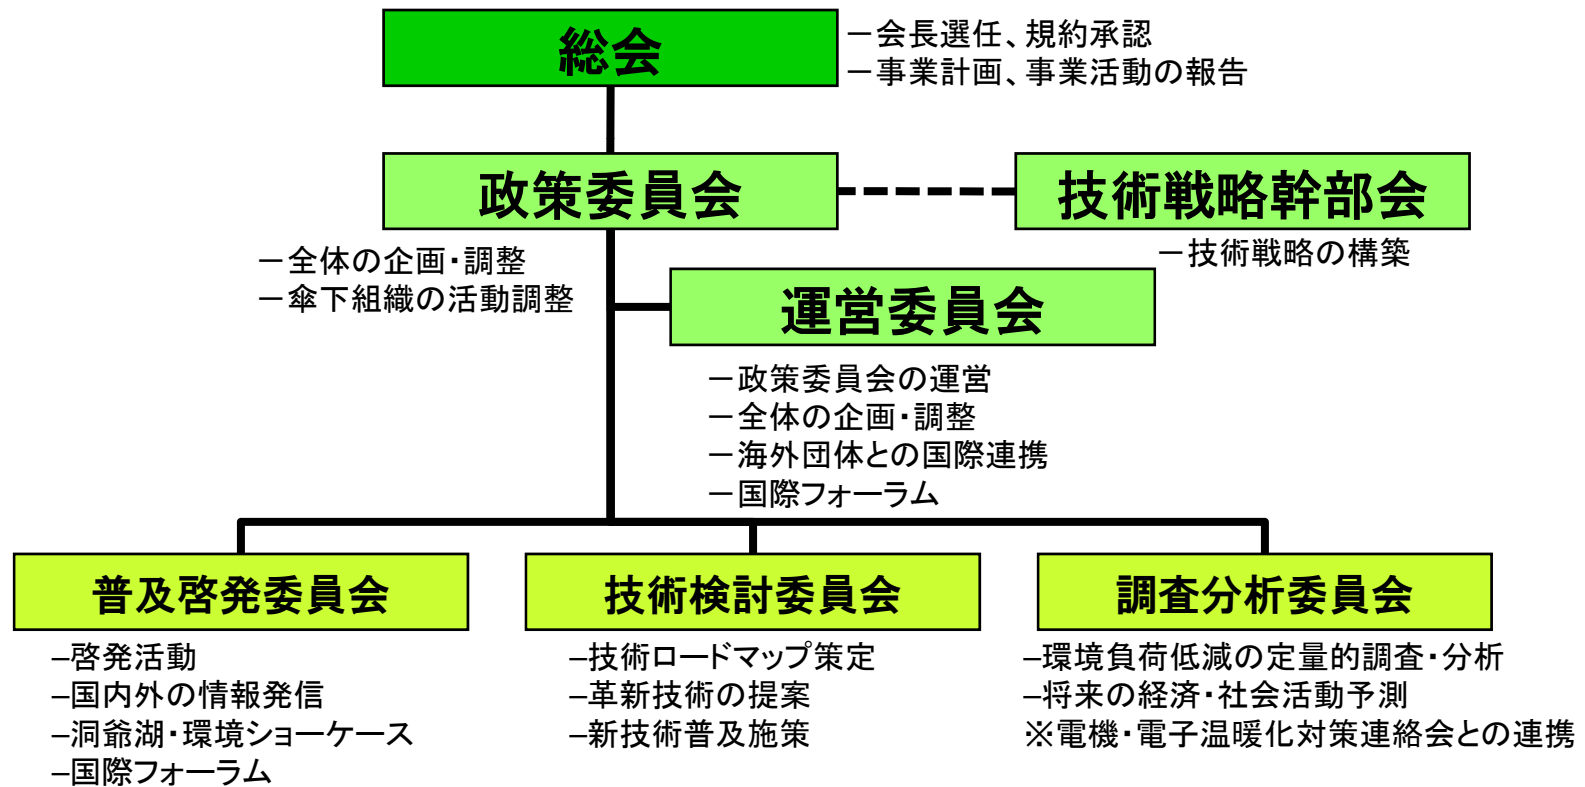 総会
－会長選任、規約承認
－事業計画、事業活動の報告
政策委員会
技術戦略幹部会
－全体の企画・調整
－傘下組織の活動調整
－技術戦略の構築
運営委員会
－政策委員会の運営
－全体の企画・調整
－海外団体との国際連携
－国際フォーラム
普及啓発委員会
–啓発活動
–国内外の情報発信
–洞爺湖・環境ショーケース
–国際フォーラム
技術検討委員会
–技術ロードマップ策定
–革新技術の提案
–新技術普及施策
調査分析委員会
–環境負荷低減の定量的調査・分析
–将来の経済・社会活動予測
※電機・電子温暖化対策連絡会との連携